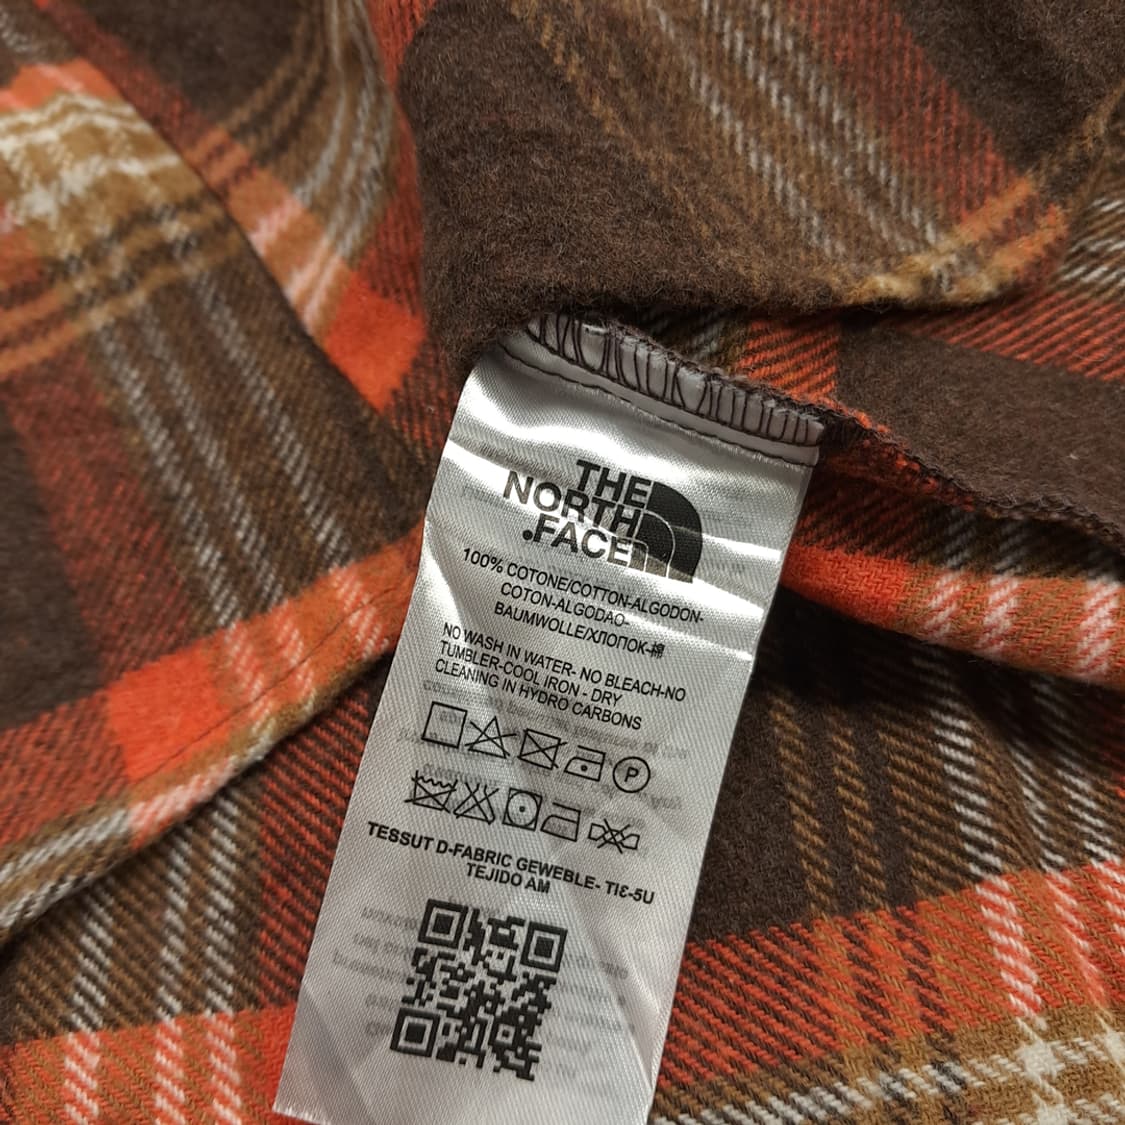 THE
NORTH
.FACE
100% COTONE/COTTON-ALGODON-
COTON-ALGODAO-
BAUMWOLLE/ХЛОПОК-棉
NO WASH IN WATER- NO BLEACH-NO
TUMBLER-COOL IRON - DRY
CLEANING IN HYDRO CARBONS
P
TESSUT D-FABRIC GEWEBLE- TIƐ-5U
TEJIDO AM